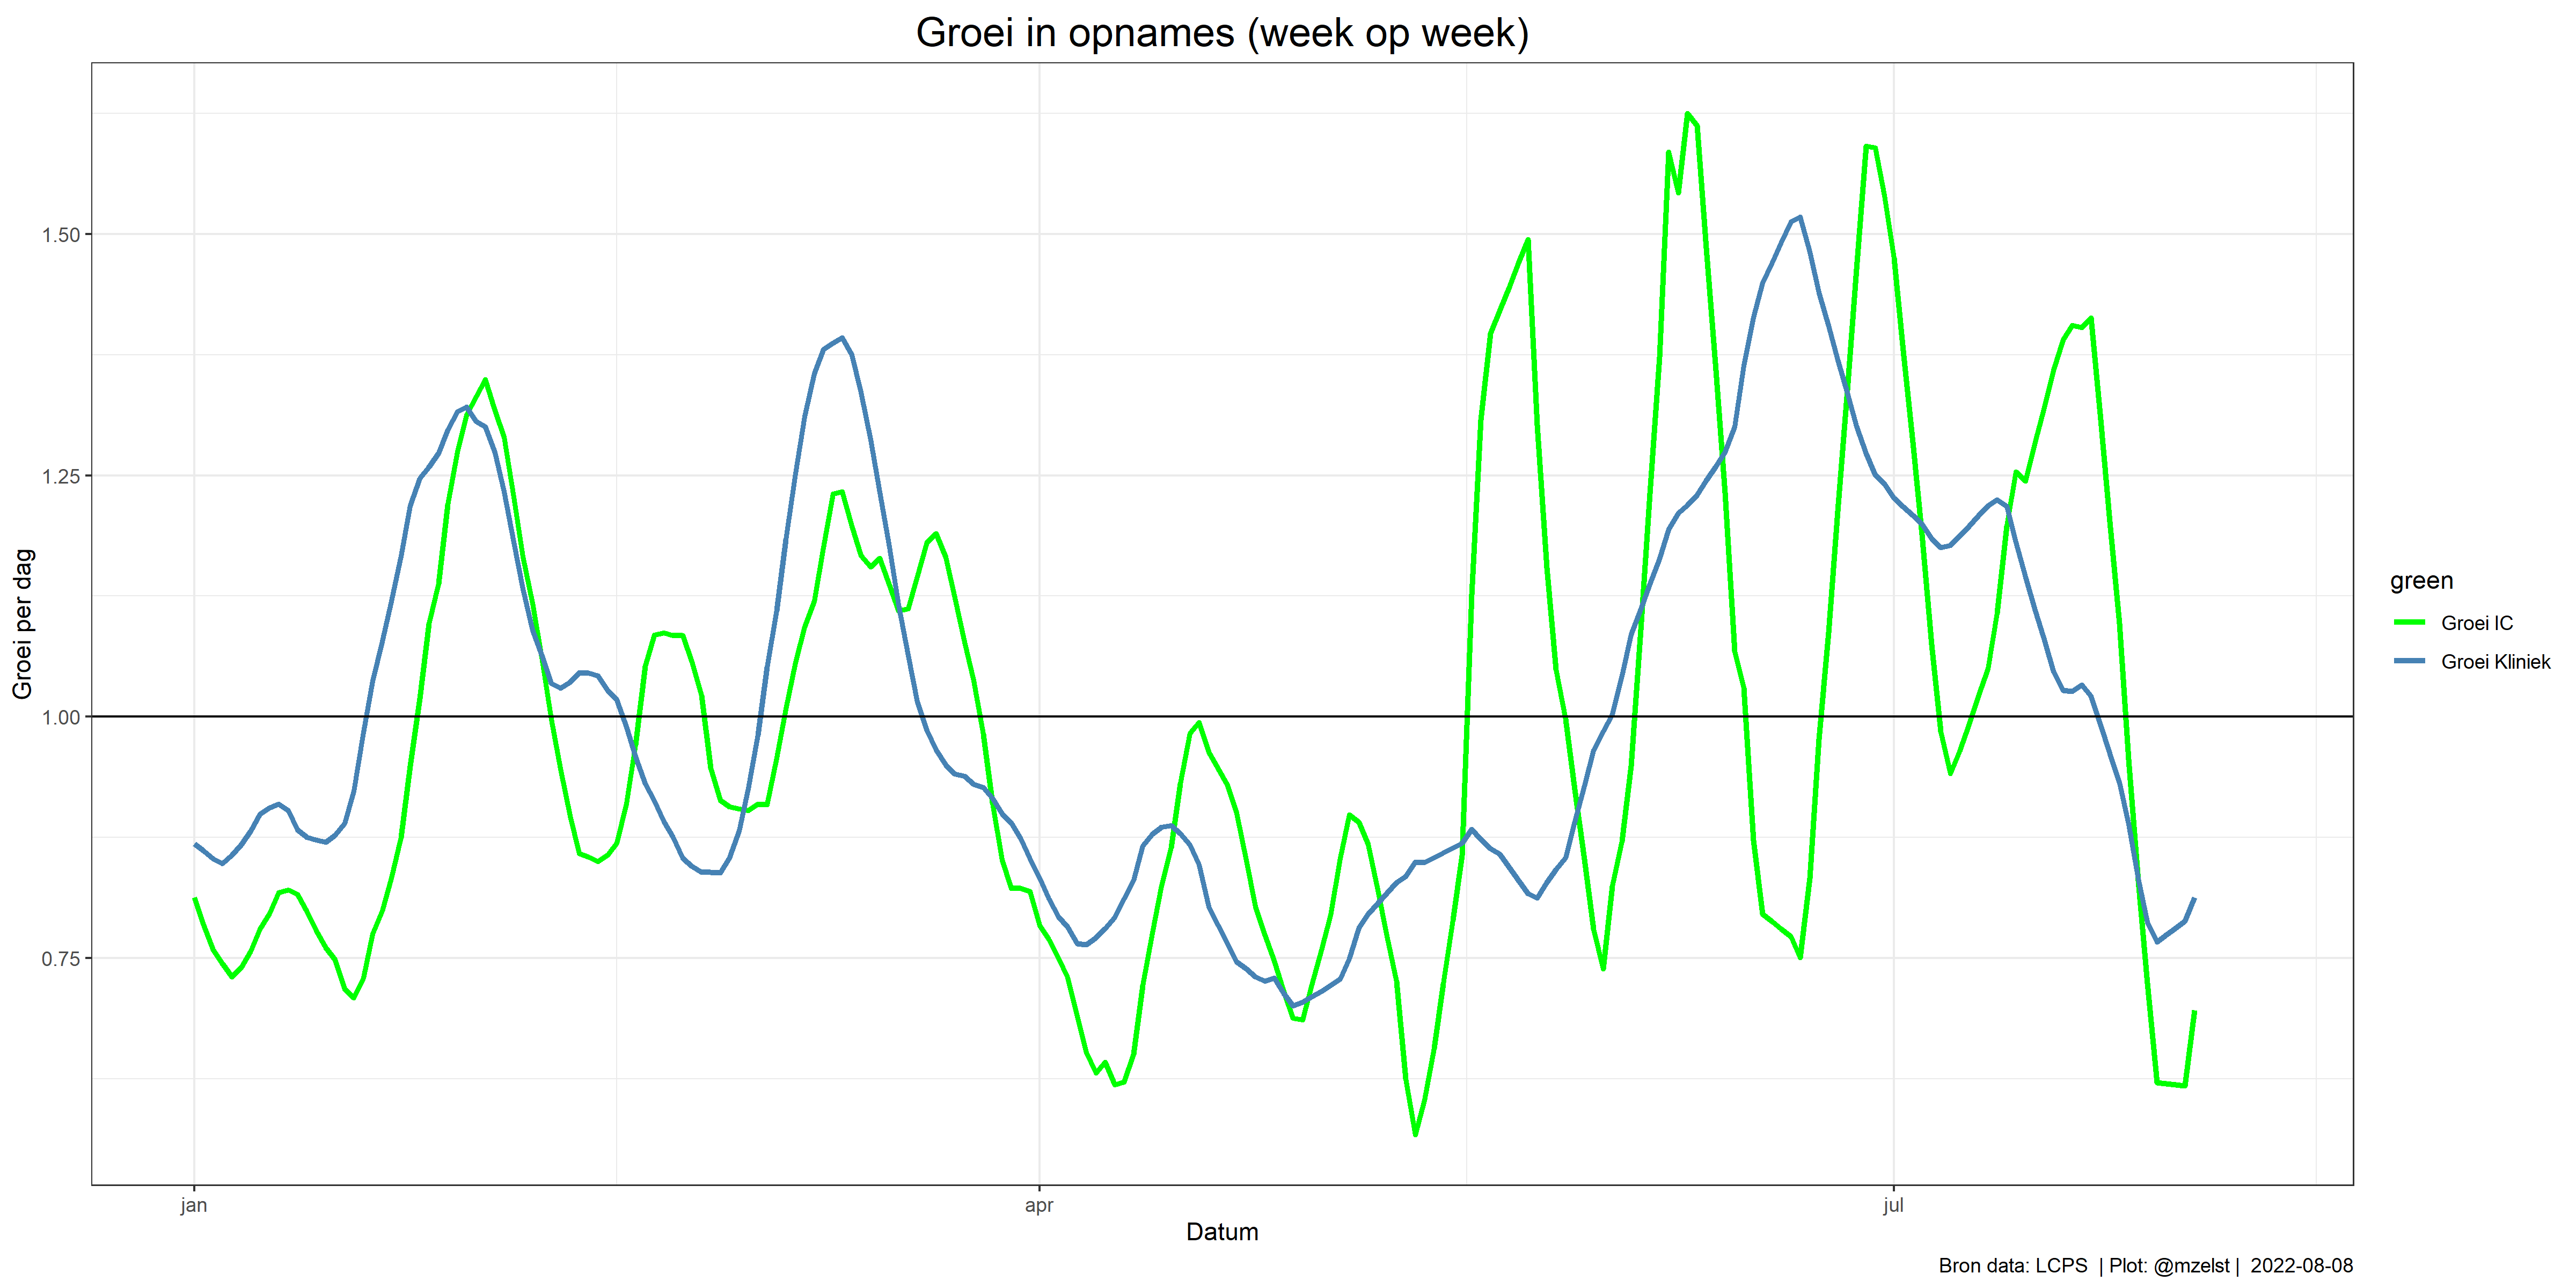 Groei in opnames (week op week)
Groei per dag
1.50
1.25
1.00
0.75
jan
apr
jul
Datum
green
Groei IC
Groei Kliniek
Bron data: LCPS | Plot: @mzelst | 2022-08-08